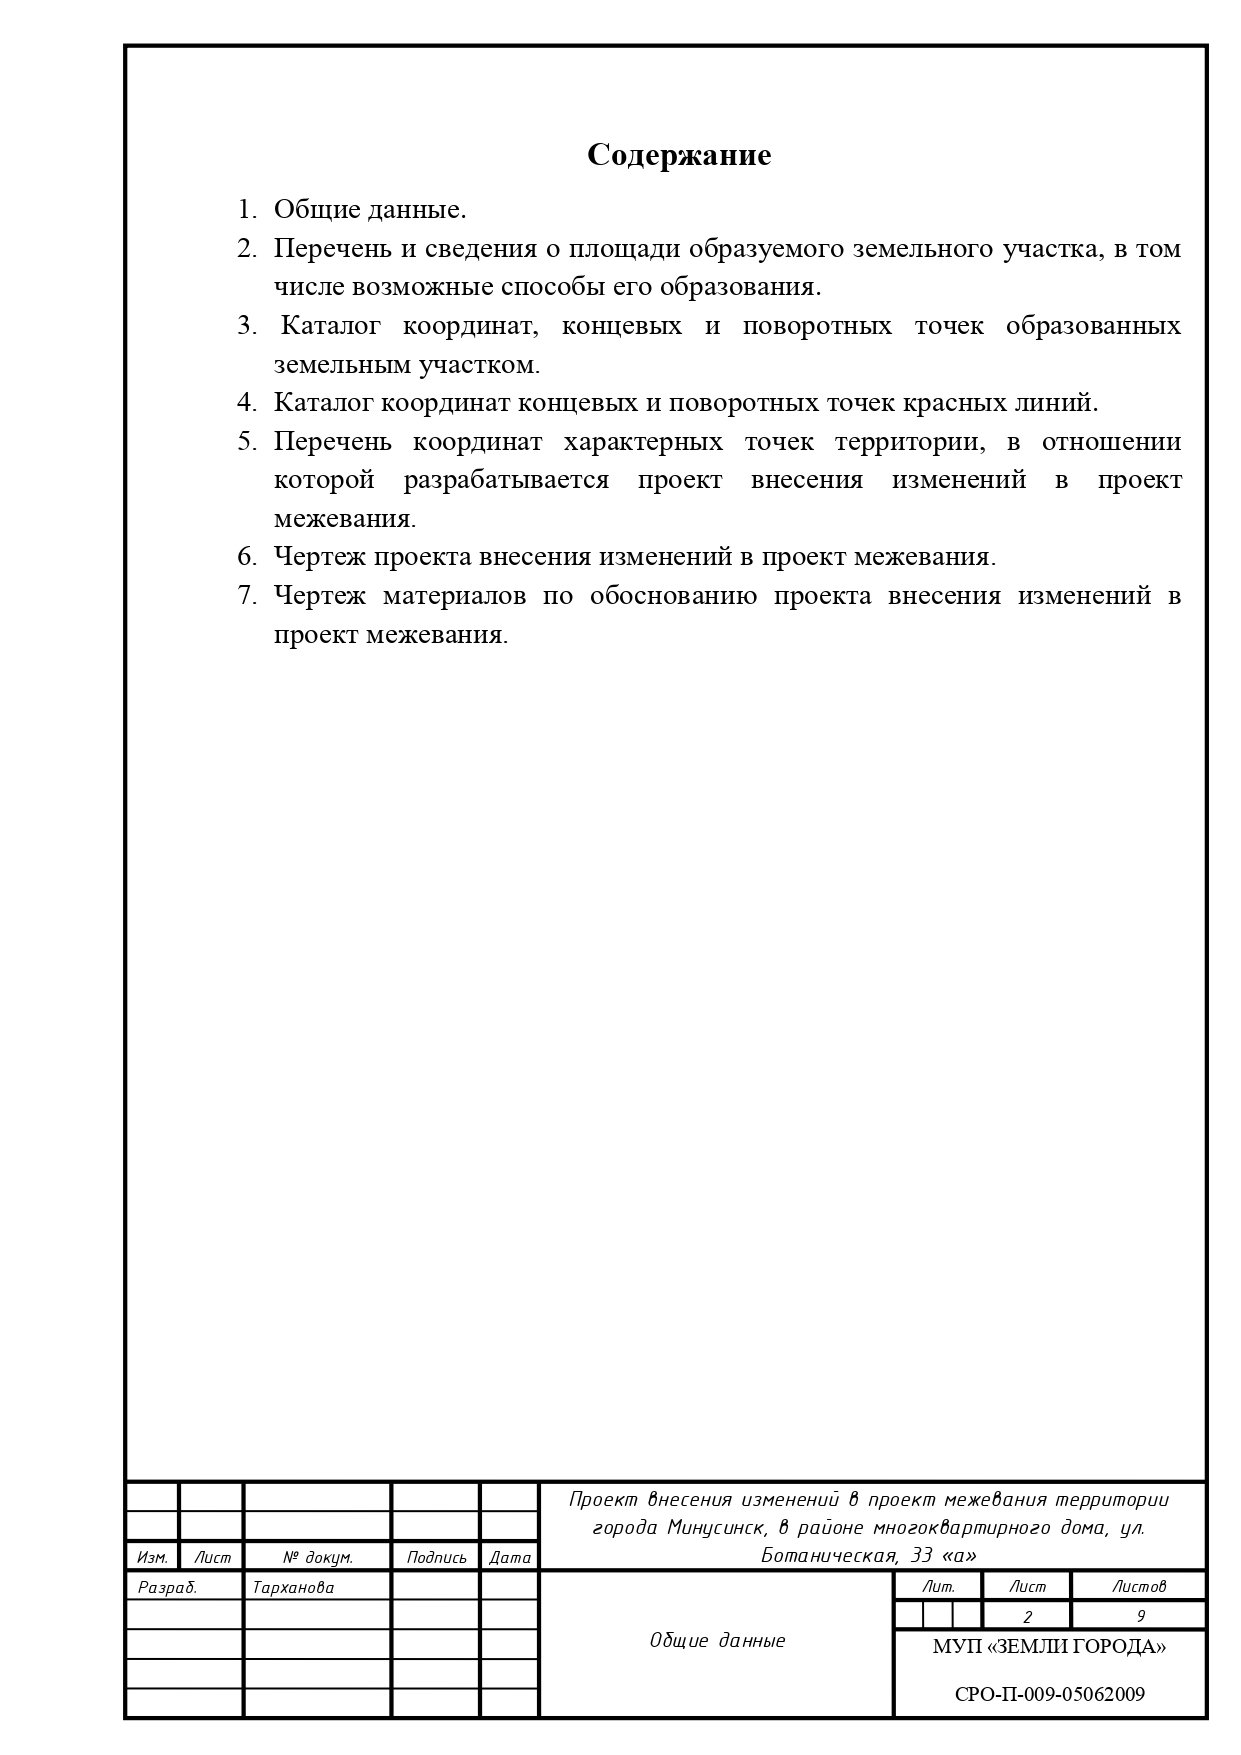 Содержание
1. Общие данные.
2. Перечень и сведения о площади образуемого земельного участка, в том
числе возможные способы его образования.
3. Каталог координат, концевых и поворотных точек образованных
земельным участком.
4. Каталог координат концевых и поворотных точек красных линий.
5. Перечень координат характерных точек территории, в отношении
которой разрабатывается проект внесения изменений в проект
межевания.
6. Чертеж проекта внесения изменений в проект межевания.
7. Чертеж материалов по обоснованию проекта внесения изменений в
проект межевания.
Проект внесения изменений в проект межевания территории
города Минусинск, в районе многоквартирного дома, ул.
Ботаническая, 33 «а»
Изм. Лист № докум. Подпись Дата
Разраб. Тарханова
Общие данные
Лит. Лист Листов
2 9
МУП «ЗЕМЛИ ГОРОДА»
СРО-П-009-05062009